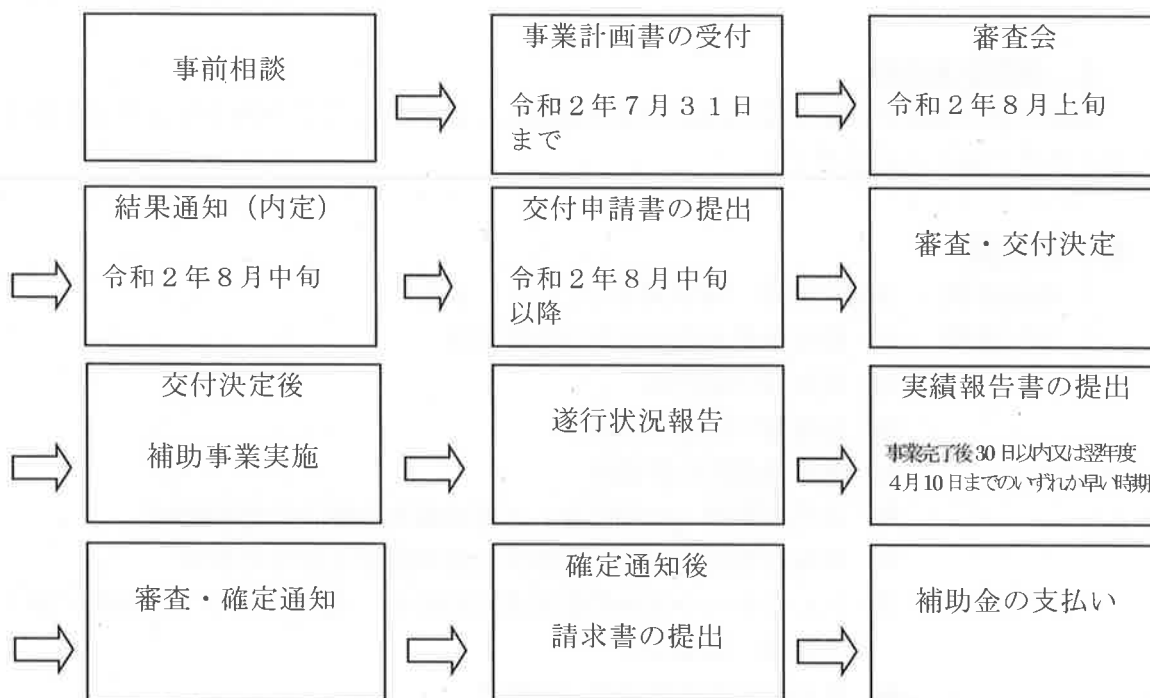 事前相談
事業計画書の受付
令和２年７月３１日
まで
審査会
令和２年８月上旬
結果通知（内定）
令和２年８月中旬
交付申請書の提出
令和２年８月中旬
以降
審査・交付決定
交付決定後
補助事業実施
遂行状況報告
実績報告書の提出
事業完了後30日以内又は翌年度
4月10日までのいずれか早い時期
審査・確定通知
確定通知後
請求書の提出
補助金の支払い